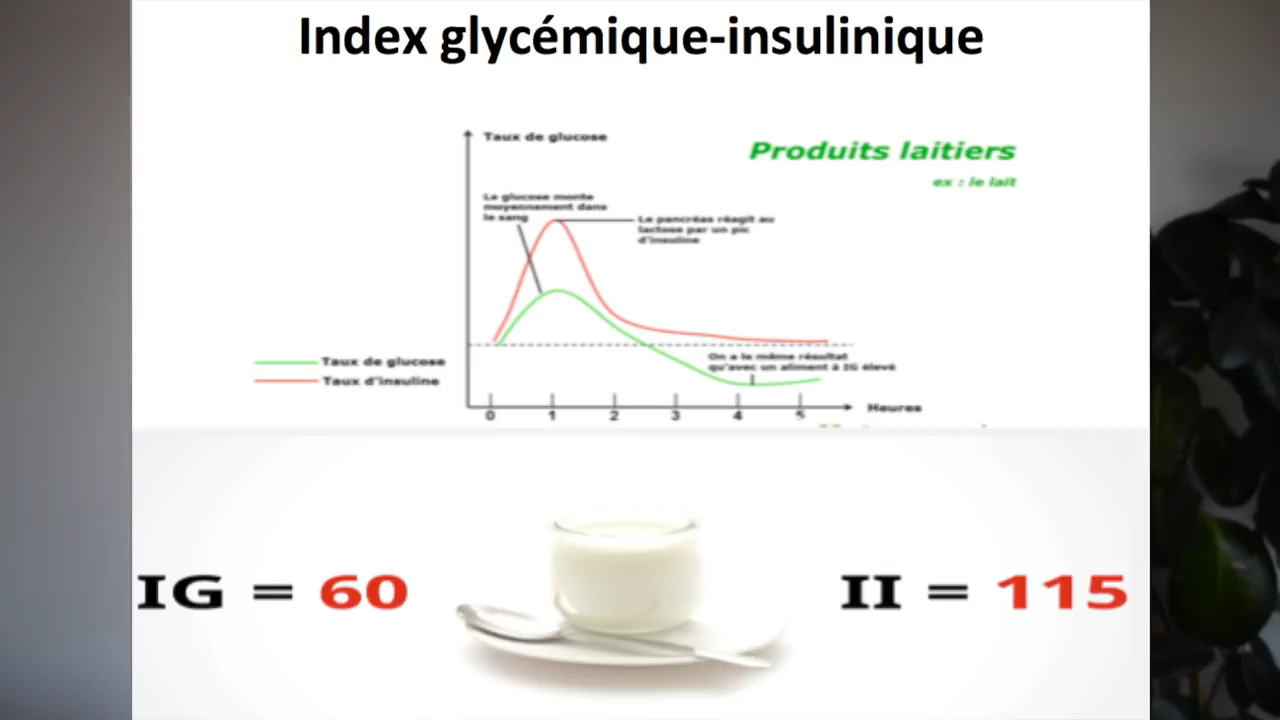 Index glycémique-insulinique
Taux de glucose
Produits laitiers
ex : le lait
Le glucose monte
moyennement dans
le sang
Le pancréas réagit au
lactose par un pic
d'insuline
Taux de glucose
Taux d'insuline
On a le même résultat
qu'avec un aliment à IG élevé
0 1 2 3 4 5
Heures
IG = 60
II = 115